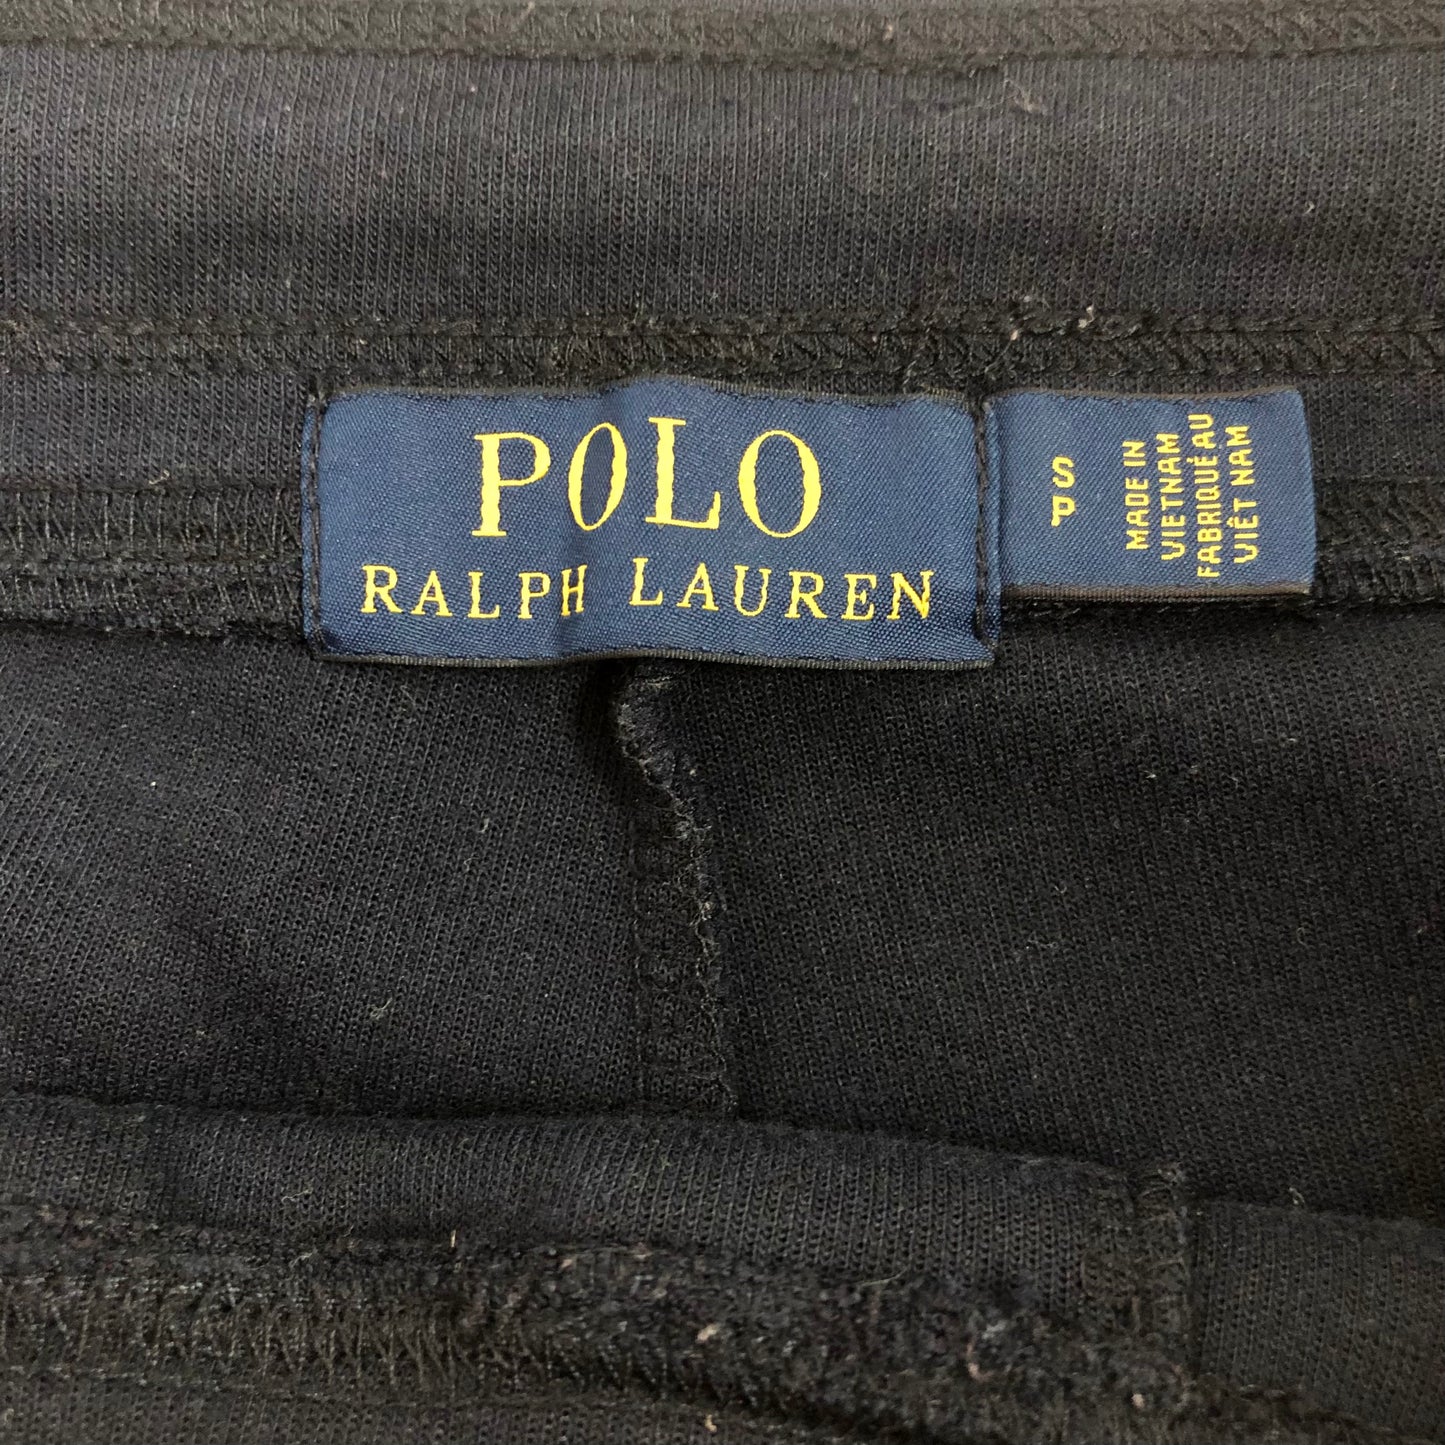 POLO
RALPH LAUREN
S
P
MADE IN
VIETNAM
FABRIQUÉ AU
VIÊT NAM